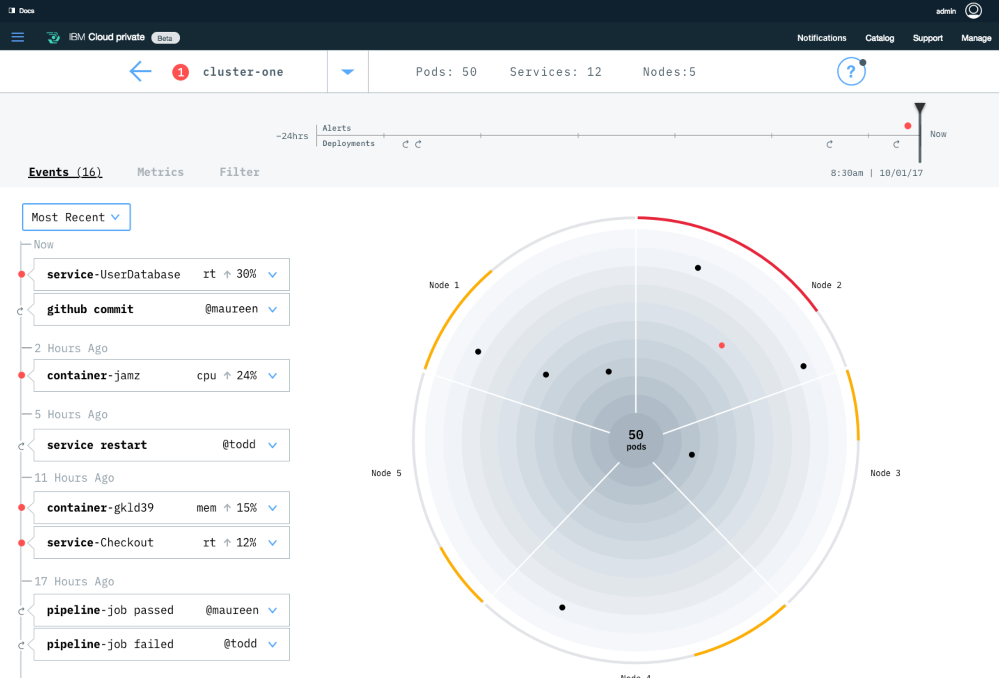 Docs
admin
IBM Cloud private Beta
Notifications Catalog Support Manage
1 cluster-one
Pods: 50 Services: 12 Nodes:5
?
Alerts
-24hrs
Now
Deployments
Events (16) Metrics Filter
8:30am | 10/01/17
Most Recent
Now
service-UserDatabase rt ↑ 30%
github commit @maureen
2 Hours Ago
container-jamz cpu ↑ 24%
5 Hours Ago
service restart @todd
11 Hours Ago
container-gkld39 mem ↑ 15%
service-Checkout rt ↑ 12%
17 Hours Ago
pipeline-job passed @maureen
pipeline-job failed @todd
Node 1
Node 2
50
pods
Node 5
Node 3
Node 4